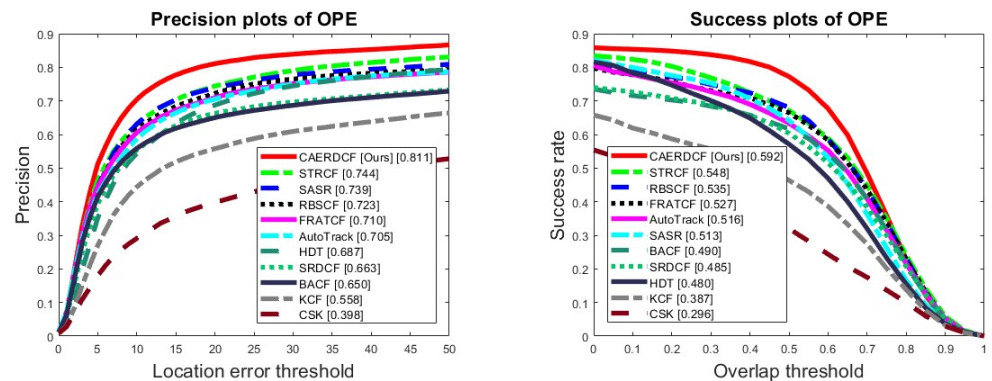 Precision plots of OPE
0.9
0.8
0.7
0.6
0.5
0.4
0.3
0.2
0.1
0
Precision
CAERDCF [Ours] [0.811]
STRCF [0.744]
SASR [0.739]
RBSCF [0.723]
FRATCF [0.710]
AutoTrack [0.705]
HDT [0.687]
SRDCF [0.663]
BACF [0.650]
KCF [0.558]
CSK [0.398]
0 5 10 15 20 25 30 35 40 45 50
Location error threshold
Success plots of OPE
0.9
0.8
0.7
0.6
0.5
0.4
0.3
0.2
0.1
0
Success rate
CAERDCF [Ours] [0.592]
STRCF [0.548]
RBSCF [0.535]
FRATCF [0.527]
AutoTrack [0.516]
SASR [0.513]
BACF [0.490]
SRDCF [0.485]
HDT [0.480]
KCF [0.387]
CSK [0.296]
0 0.1 0.2 0.3 0.4 0.5 0.6 0.7 0.8 0.9 1
Overlap threshold